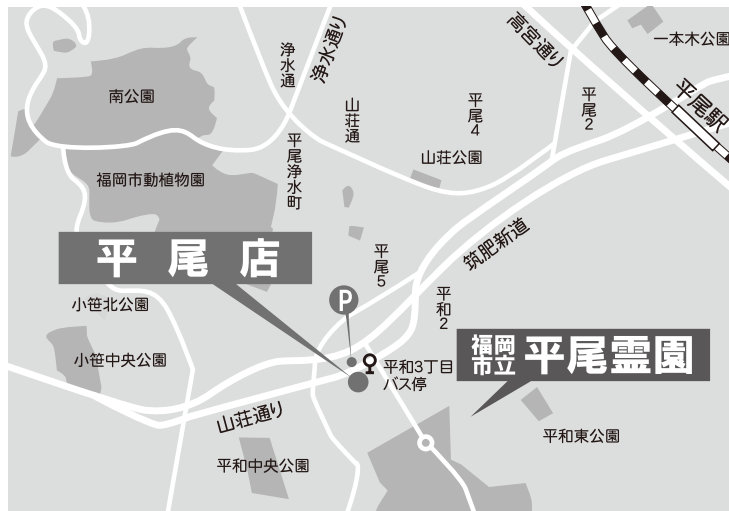 高宮通り
一本木公園
浄水通
浄水通り
南公園
山荘通
平尾4
平尾2
平尾駅
平尾浄水町
山荘公園
福岡市動植物園
筑肥新道
平尾店
平尾5
P
平和2
小笹北公園
小笹中央公園
平和3丁目
バス停
福岡
市立
平尾霊園
山荘通り
平和東公園
平和中央公園